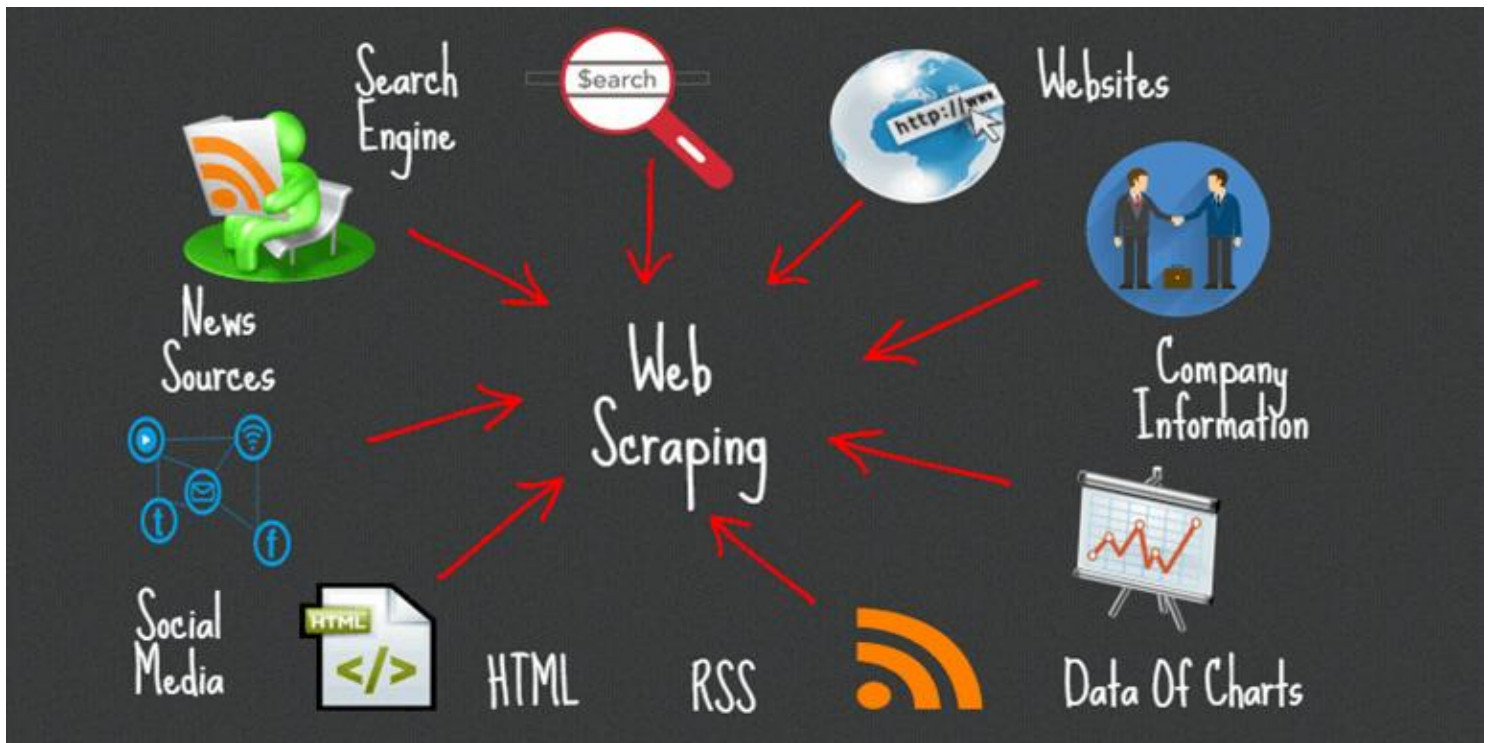 Search
Engine
$earch
http://www
Websites
News
Sources
Web
Scraping
Company
Information
t
f
Social
Media
HTML
</>
HTML
RSS
Data Of Charts